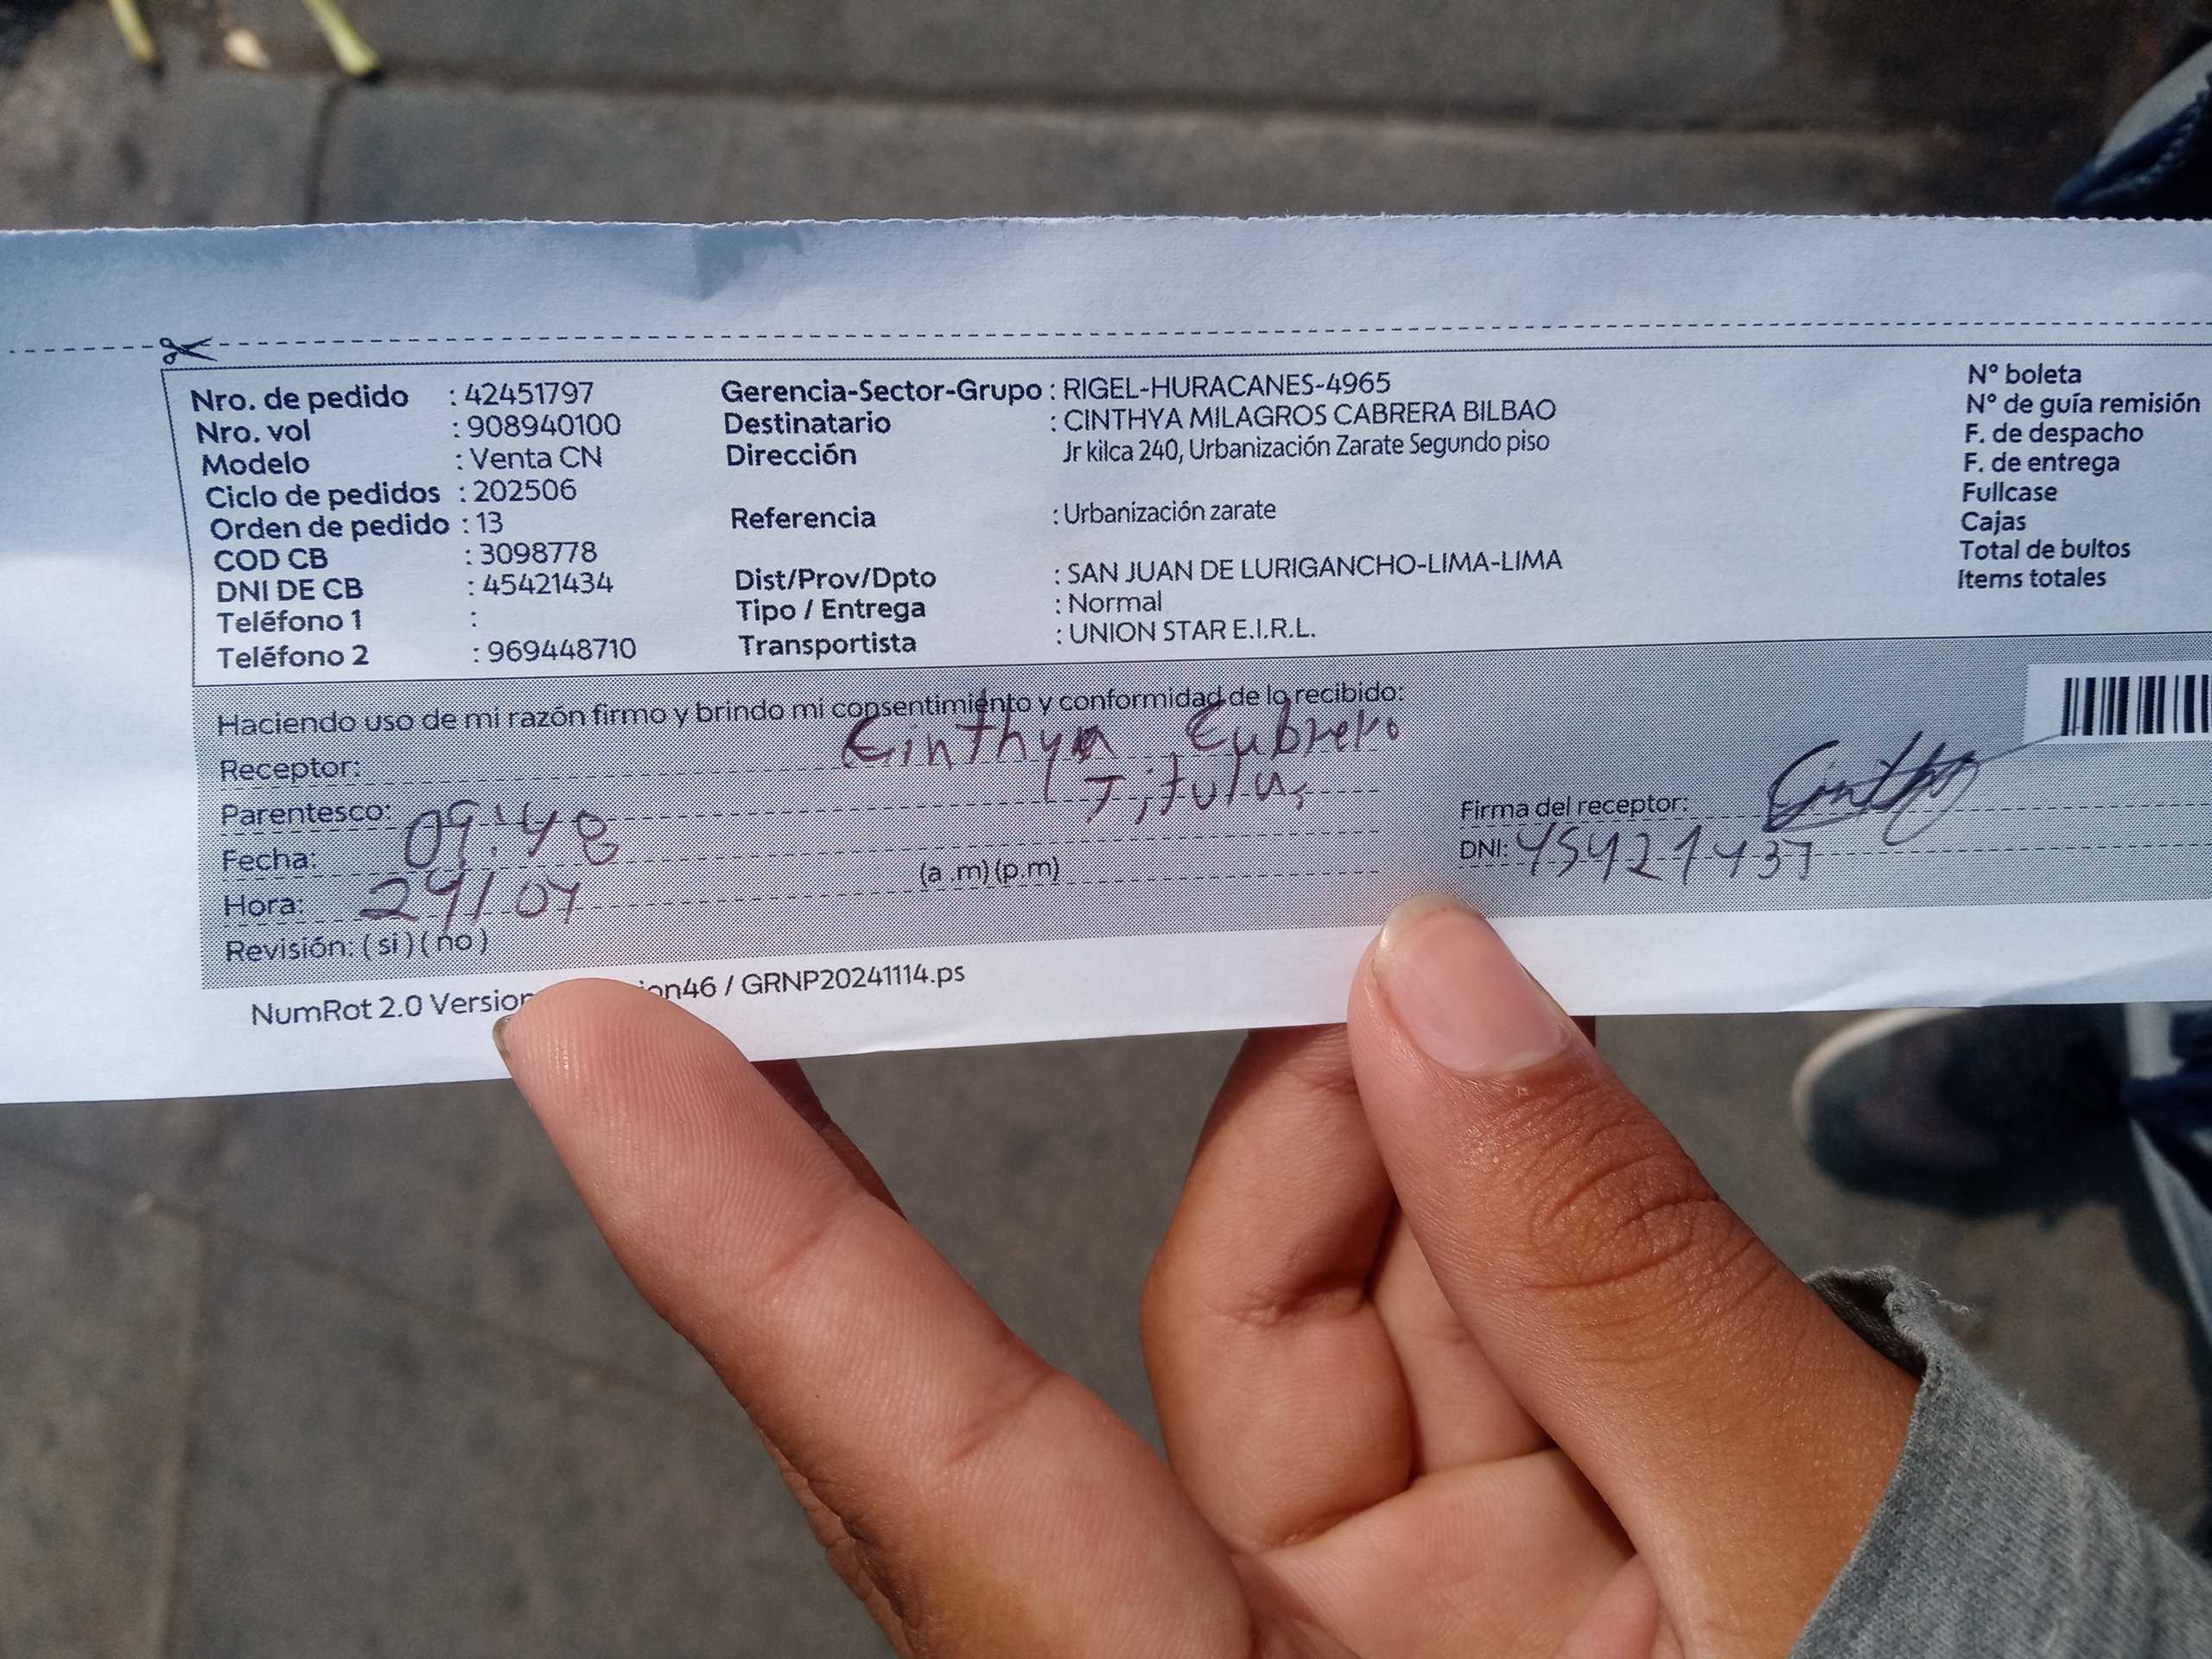 Nro. de pedido : 42451797
Nro. vol : 908940100
Modelo : Venta CN
Ciclo de pedidos : 202506
Orden de pedido : 13
COD CB : 3098778
DNI DE CB : 45421434
Teléfono 1 :
Teléfono 2 : 969448710
Gerencia-Sector-Grupo : RIGEL-HURACANES-4965
Destinatario : CINTHYA MILAGROS CABRERA BILBAO
Dirección Jr kilca 240, Urbanización Zarate Segundo piso
Referencia : Urbanización zarate
Dist/Prov/Dpto : SAN JUAN DE LURIGANCHO-LIMA-LIMA
Tipo / Entrega : Normal
Transportista : UNION STAR E.I.R.L.
N° boleta
N° de guía remisión
F. de despacho
F. de entrega
Fullcase
Cajas
Total de bultos
Items totales
Haciendo uso de mi razón firmo y brindo mi consentimiento y conformidad de lo recibido:
Receptor: Cinthya Cabrera
Parentesco: Titular
Fecha: 09:48
Hora: 29/04 (a .m) (p.m)
Revisión: ( si ) ( no )
Firma del receptor: Cinthya
DNI: 45421434
NumRot 2.0 Version ion46 / GRNP20241114.ps